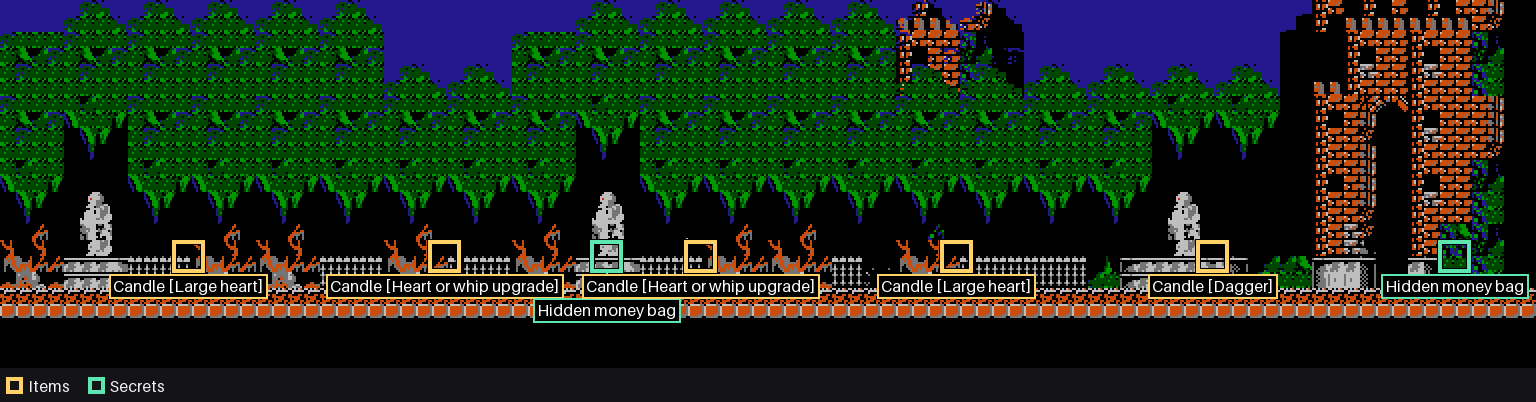 Candle [Large heart]
Candle [Heart or whip upgrade]
Candle [Heart or whip upgrade]
Candle [Large heart]
Candle [Dagger]
Hidden money bag
Hidden money bag
Items
Secrets